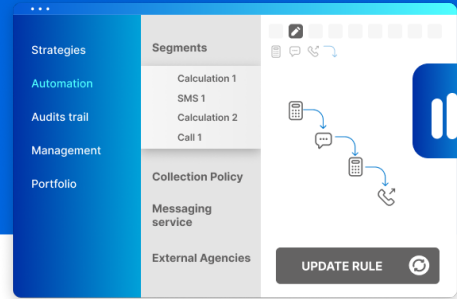 Strategies
Automation
Audits trail
Management
Portfolio
Segments
Calculation 1
SMS 1
Calculation 2
Call 1
Collection Policy
Messaging
service
External Agencies
UPDATE RULE